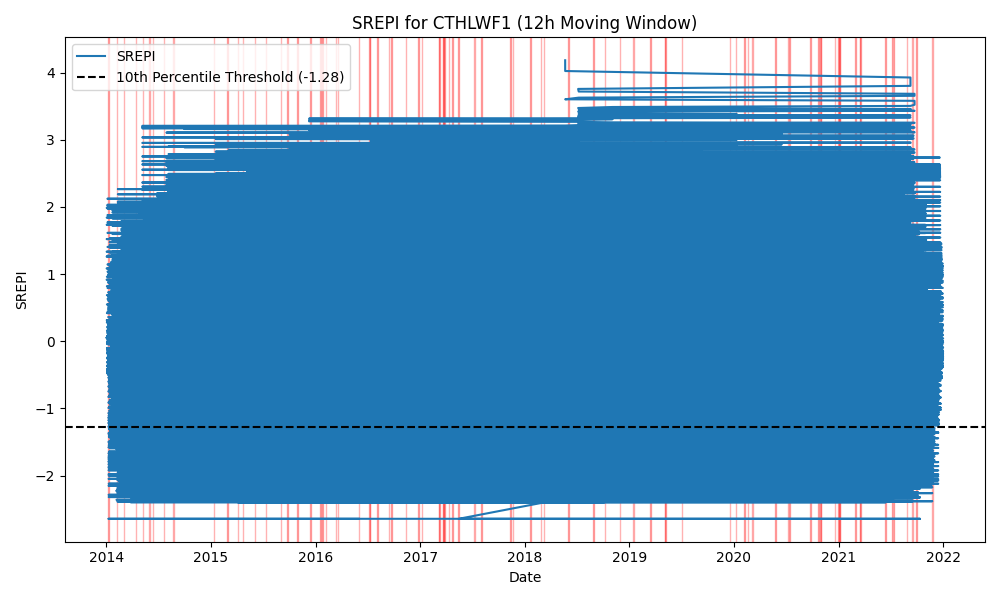 SREPI for CTHLWF1 (12h Moving Window)
SREPI
10th Percentile Threshold (-1.28)
SREPI
4
3
2
1
0
−1
−2
2014 2015 2016 2017 2018 2019 2020 2021 2022
Date